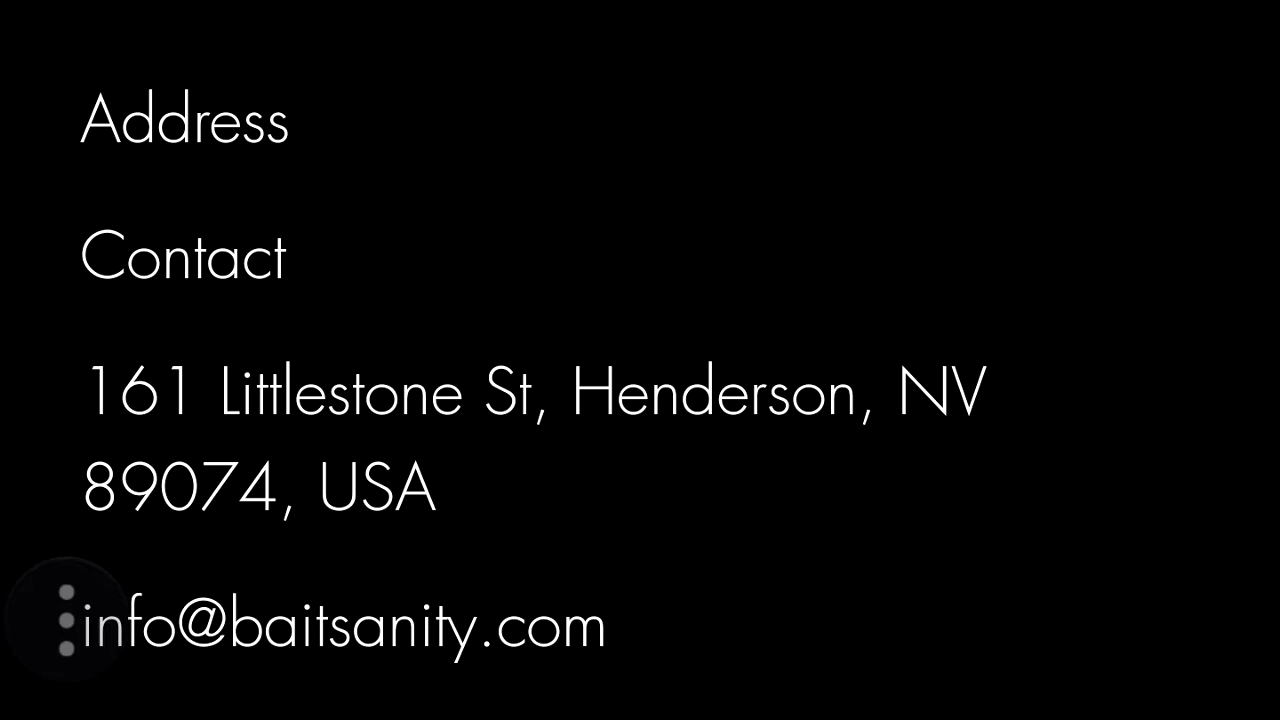 Address
Contact
161 Littlestone St, Henderson, NV
89074, USA
info@baitsanity.com